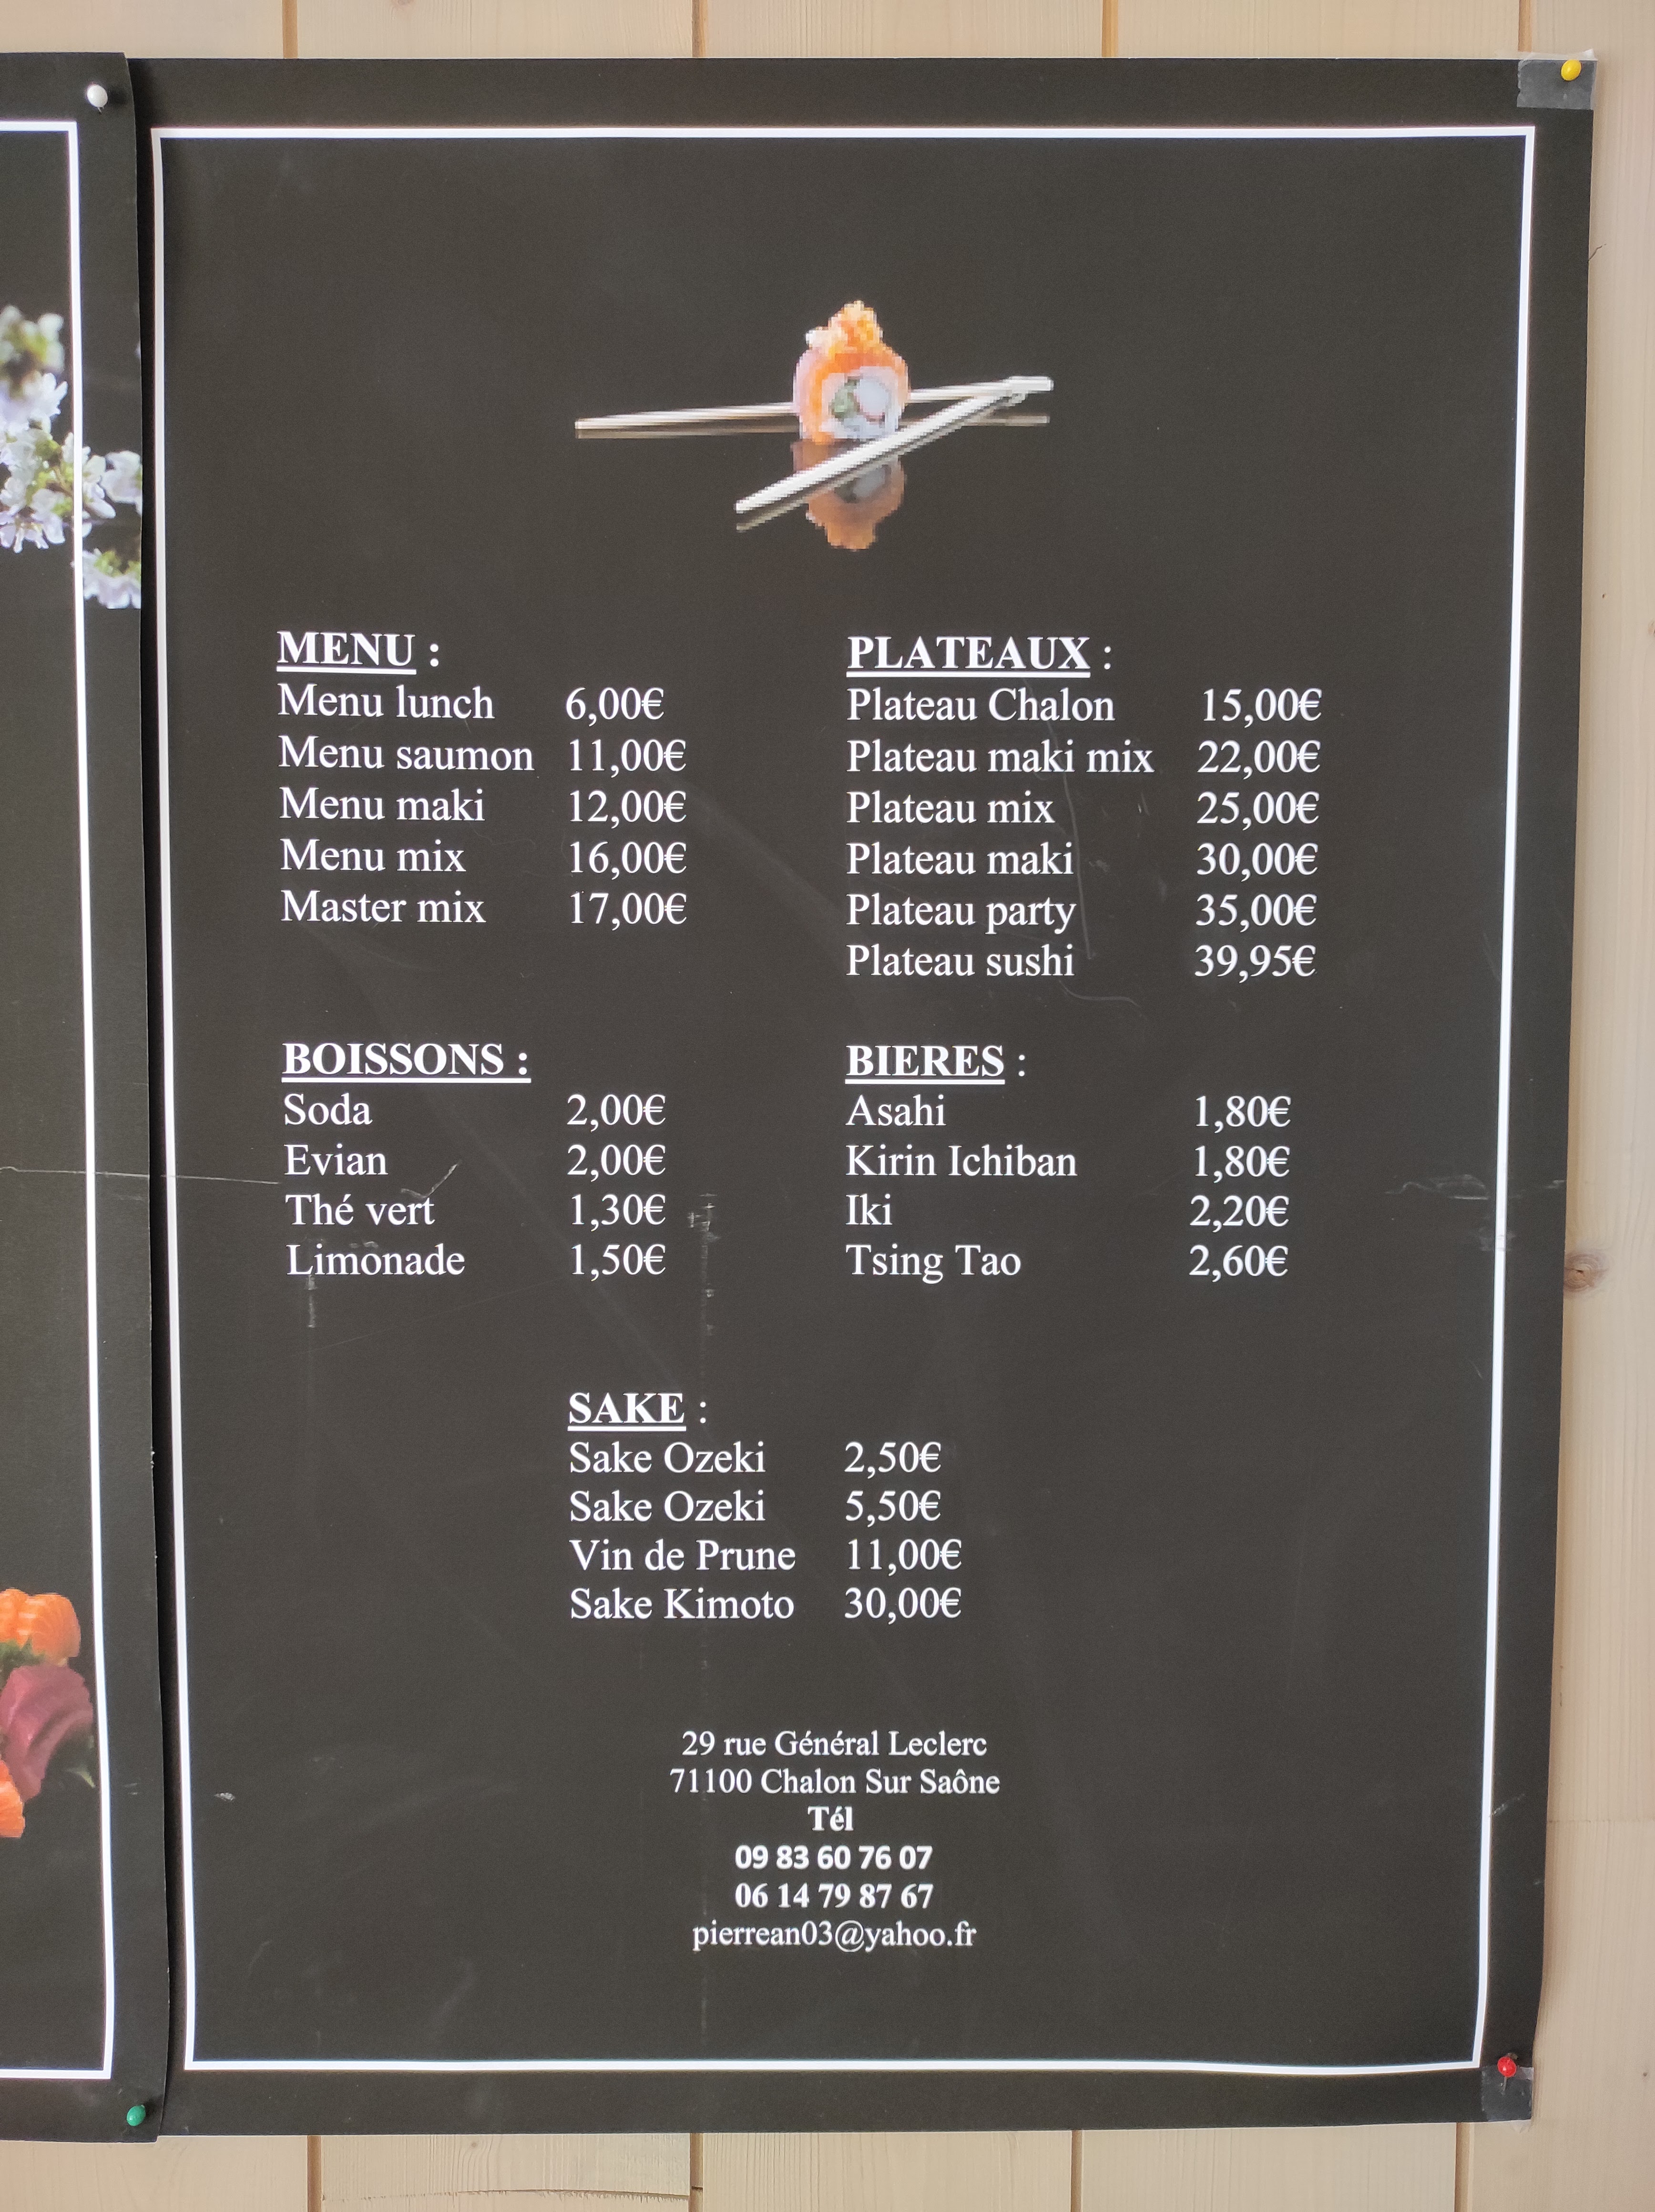 MENU :
Menu lunch 6,00€
Menu saumon 11,00€
Menu maki 12,00€
Menu mix 16,00€
Master mix 17,00€
PLATEAUX :
Plateau Chalon 15,00€
Plateau maki mix 22,00€
Plateau mix 25,00€
Plateau maki 30,00€
Plateau party 35,00€
Plateau sushi 39,95€
BOISSONS :
Soda 2,00€
Evian 2,00€
Thé vert 1,30€
Limonade 1,50€
BIERES :
Asahi 1,80€
Kirin Ichiban 1,80€
Iki 2,20€
Tsing Tao 2,60€
SAKE :
Sake Ozeki 2,50€
Sake Ozeki 5,50€
Vin de Prune 11,00€
Sake Kimoto 30,00€
29 rue Général Leclerc
71100 Chalon Sur Saône
Tél
09 83 60 76 07
06 14 79 87 67
pierrean03@yahoo.fr